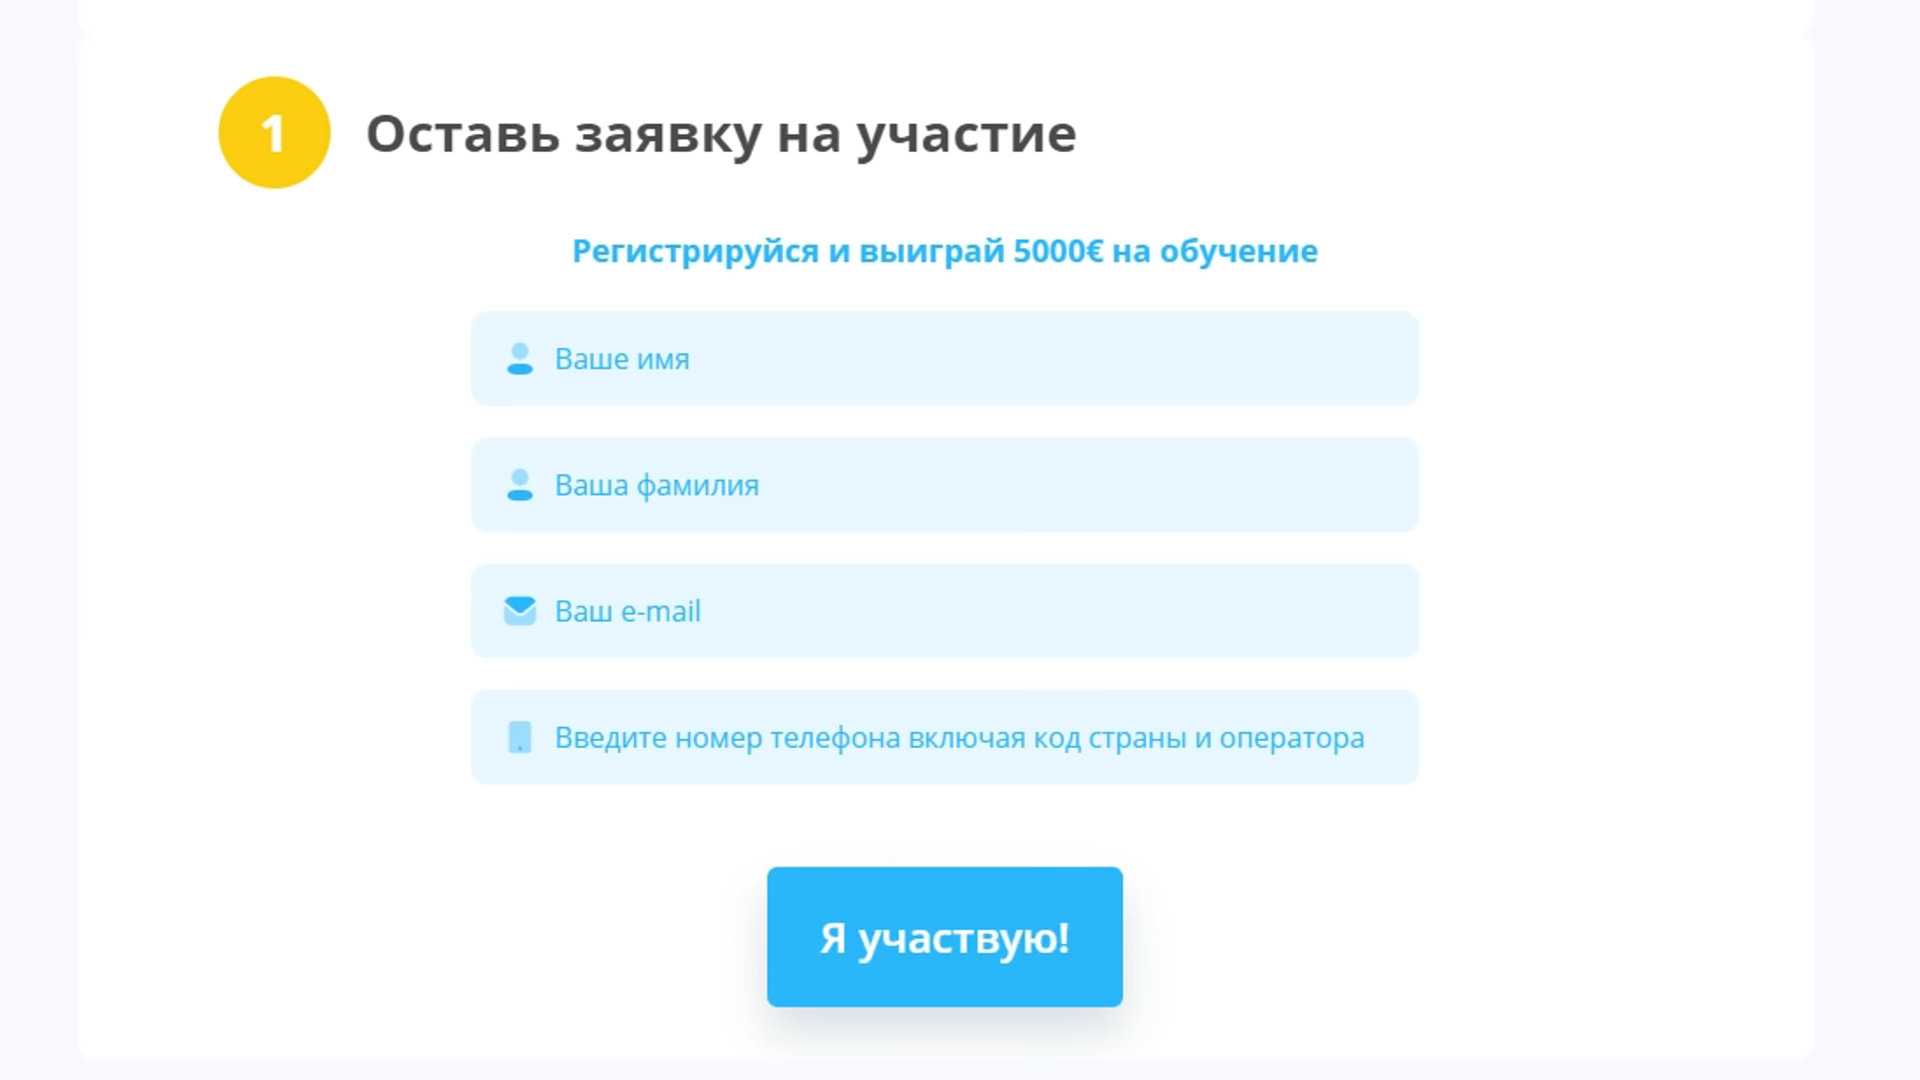 1
Оставь заявку на участие
Регистрируйся и выиграй 5000€ на обучение
Ваше имя
Ваша фамилия
Ваш e-mail
Введите номер телефона включая код страны и оператора
Я участвую!